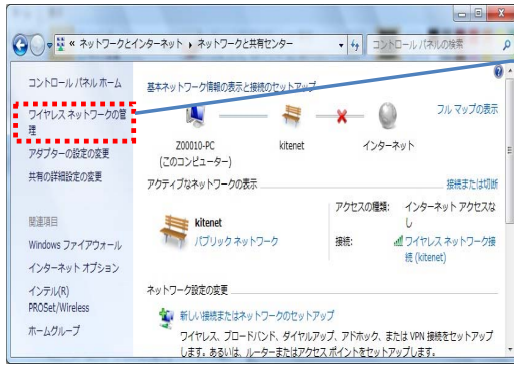 « ネットワークとインターネット ▸ ネットワークと共有センター
コントロール パネルの検索
コントロール パネル ホーム
ワイヤレス ネットワークの管
理
アダプターの設定の変更
共有の詳細設定の変更
関連項目
Windows ファイアウォール
インターネット オプション
インテル(R)
PROSet/Wireless
ホームグループ
基本ネットワーク情報の表示と接続のセットアップ
フル マップの表示
Z00010-PC
(このコンピューター)
kitenet
インターネット
アクティブなネットワークの表示
接続または切断
kitenet
パブリック ネットワーク
アクセスの種類:
インターネット アクセスな
し
接続:
ワイヤレス ネットワーク接
続 (kitenet)
ネットワーク設定の変更
新しい接続またはネットワークのセットアップ
ワイヤレス、ブロードバンド、ダイヤルアップ、アドホック、または VPN 接続をセットアップ
します。あるいは、ルーターまたはアクセス ポイントをセットアップします。